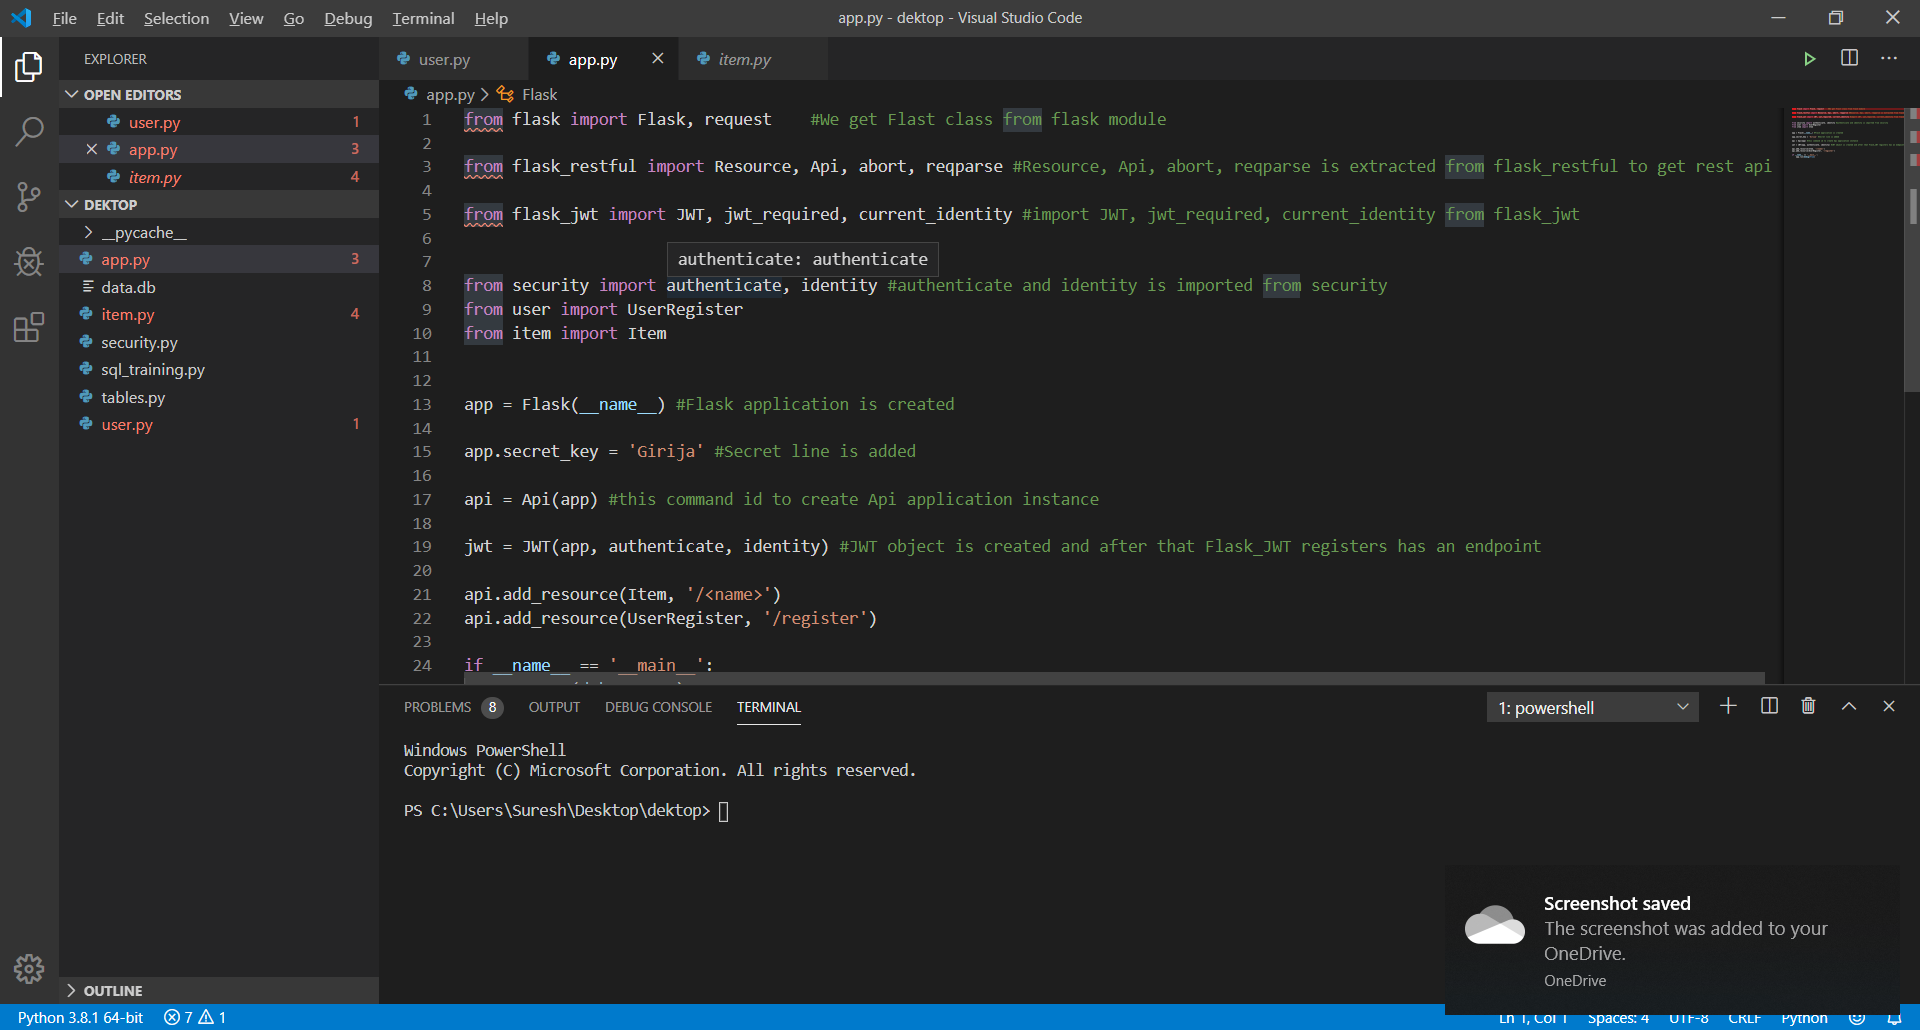 File Edit Selection View Go Debug Terminal Help
app.py - dektop - Visual Studio Code
EXPLORER
OPEN EDITORS
user.py 1
app.py 3
item.py 4
DEKTOP
__pycache__
app.py 3
data.db
item.py 4
security.py
sql_training.py
tables.py
user.py 1
OUTLINE
user.py app.py item.py
app.py > Flask
1 from flask import Flask, request    #We get Flast class from flask module
2
3 from flask_restful import Resource, Api, abort, reqparse #Resource, Api, abort, reqparse is extracted from flask_restful to get rest api
4
5 from flask_jwt import JWT, jwt_required, current_identity #import JWT, jwt_required, current_identity from flask_jwt
6
7
authenticate: authenticate
8 from security import authenticate, identity #authenticate and identity is imported from security
9 from user import UserRegister
10 from item import Item
11
12
13 app = Flask(__name__) #Flask application is created
14
15 app.secret_key = 'Girija' #Secret line is added
16
17 api = Api(app) #this command id to create Api application instance
18
19 jwt = JWT(app, authenticate, identity) #JWT object is created and after that Flask_JWT registers has an endpoint
20
21 api.add_resource(Item, '/<name>')
22 api.add_resource(UserRegister, '/register')
23
24 if __name__ == '__main__':
PROBLEMS 8 OUTPUT DEBUG CONSOLE TERMINAL
1: powershell
Windows PowerShell
Copyright (C) Microsoft Corporation. All rights reserved.
PS C:\Users\Suresh\Desktop\dektop>
Screenshot saved
The screenshot was added to your
OneDrive.
OneDrive
Python 3.8.1 64-bit 7 1
Ln 1, Col 1 Spaces: 4 UTF-8 CRLF Python